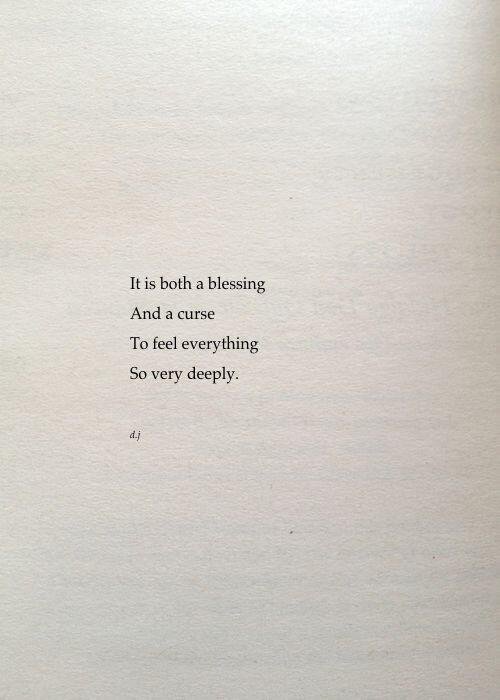 It is both a blessing
And a curse
To feel everything
So very deeply.
d.j